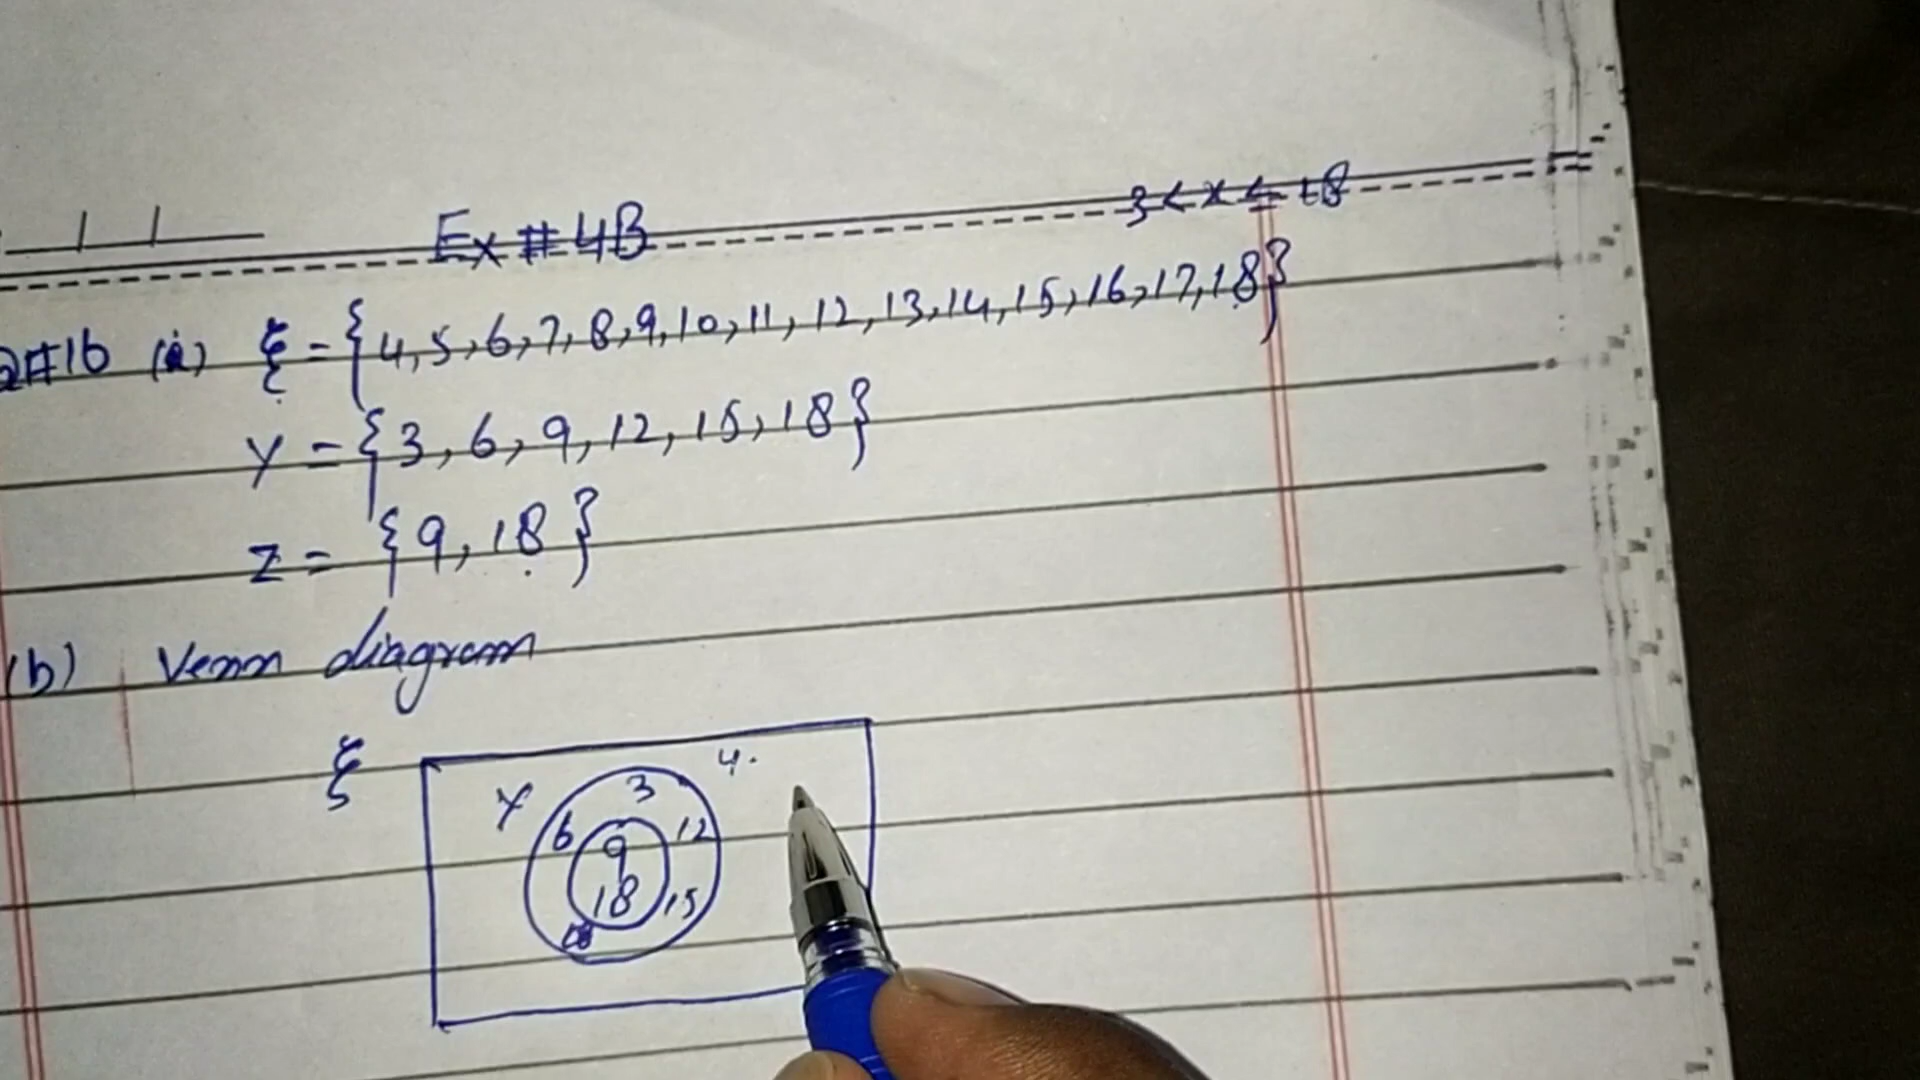 Ex # 4B
3 < x ≤ 18
Q#16 (a) ξ = {4,5,6,7,8,9,10,11,12,13,14,15,16,17,18}
Y = {3,6,9,12,15,18}
Z = {9,18}
(b) Venn diagram
ξ
4.
Y 3
6 12
9
18 15